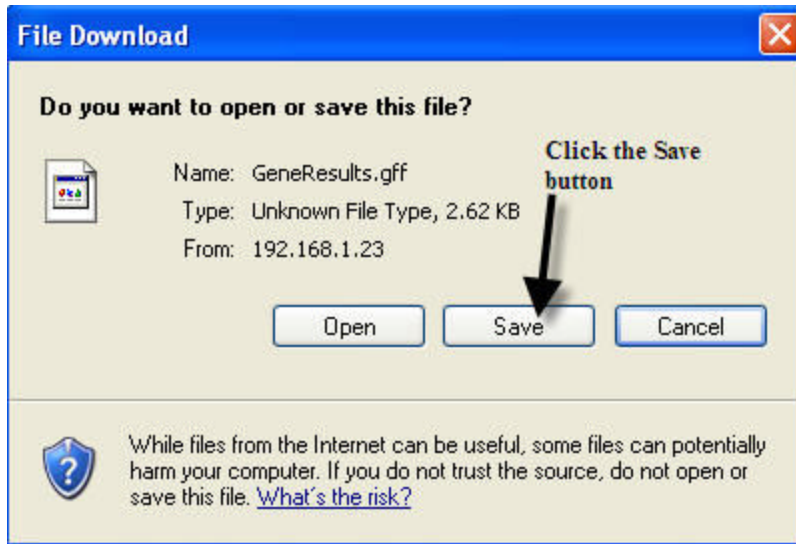 File Download
Do you want to open or save this file?
Click the Save
button
Name: GeneResults.gff
Type: Unknown File Type, 2.62 KB
From: 192.168.1.23
Open Save Cancel
While files from the Internet can be useful, some files can potentially
harm your computer. If you do not trust the source, do not open or
save this file. What's the risk?